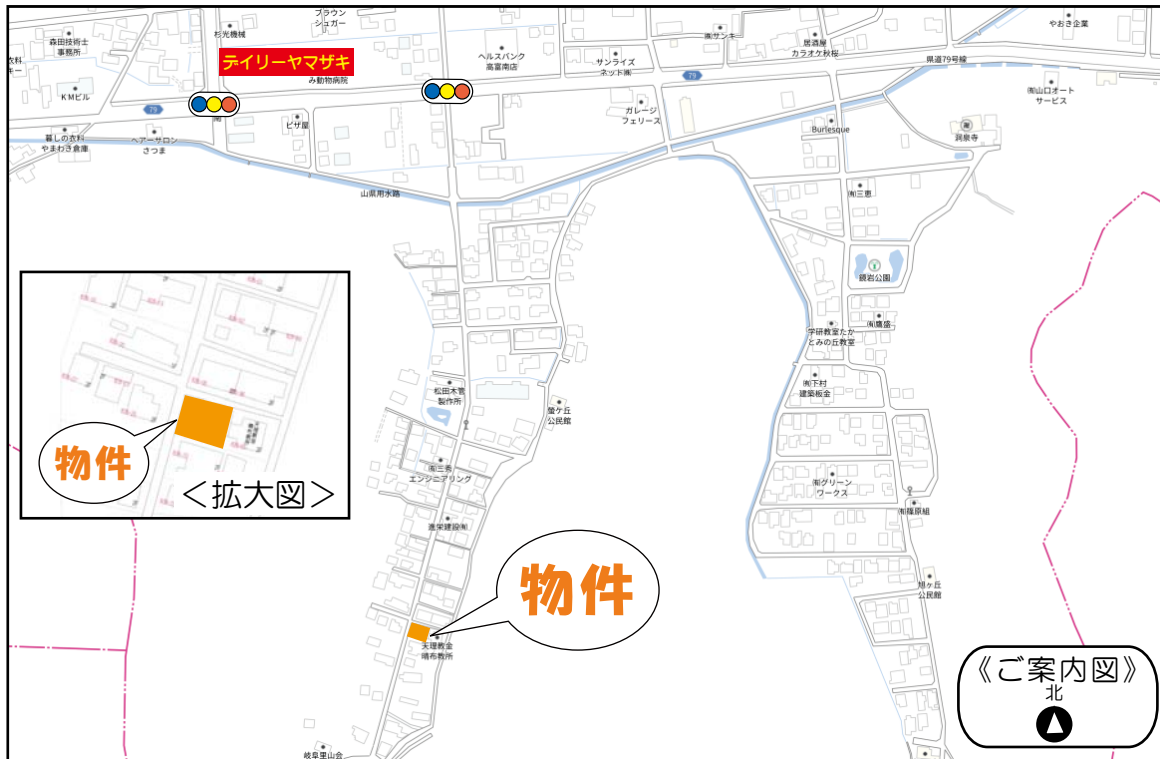 ブラウン
シュガー
杉光機械
森田技術士
事務所
衣料
キー
デイリーヤマザキ
み動物病院
ヘルスバンク
高富南店
㈲サンキ
サンライズ
ネット㈱
居酒屋
カラオケ秋桜
やおき企業
県道79号線
KMビル
79
79
南
ピザ屋
ガレージ
フェリース
㈲山口オート
サービス
暮しの衣料
やまわき倉庫
ヘアーサロン
さつま
Burlesque
洞泉寺
山県用水路
㈲三恵
鏡岩公園
学研教室たか
とみの丘教室
㈲鷹盛
松田木管
製作所
螢ケ丘
公民館
㈲下村
建築板金
物件
<拡大図>
㈲三秀
エンジニアリング
㈲グリーン
ワークス
㈲篠原組
進栄建設㈲
物件
旭ヶ丘
公民館
天理教金
晴布教所
岐阜里山会
《ご案内図》
北